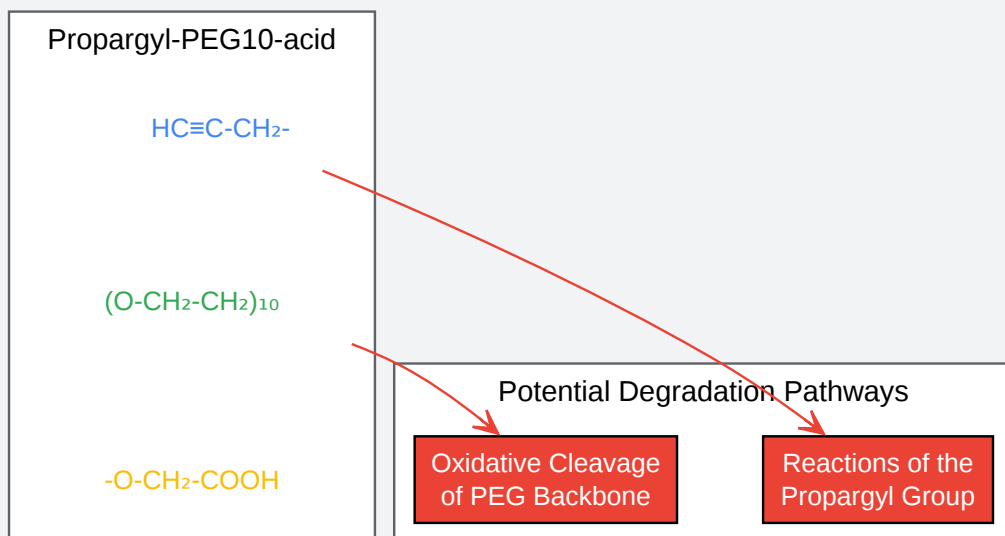 Propargyl-PEG10-acid
HC≡C-CH₂-
(O-CH₂-CH₂)₁₀
-O-CH₂-COOH
Potential Degradation Pathways
Oxidative Cleavage
of PEG Backbone
Reactions of the
Propargyl Group